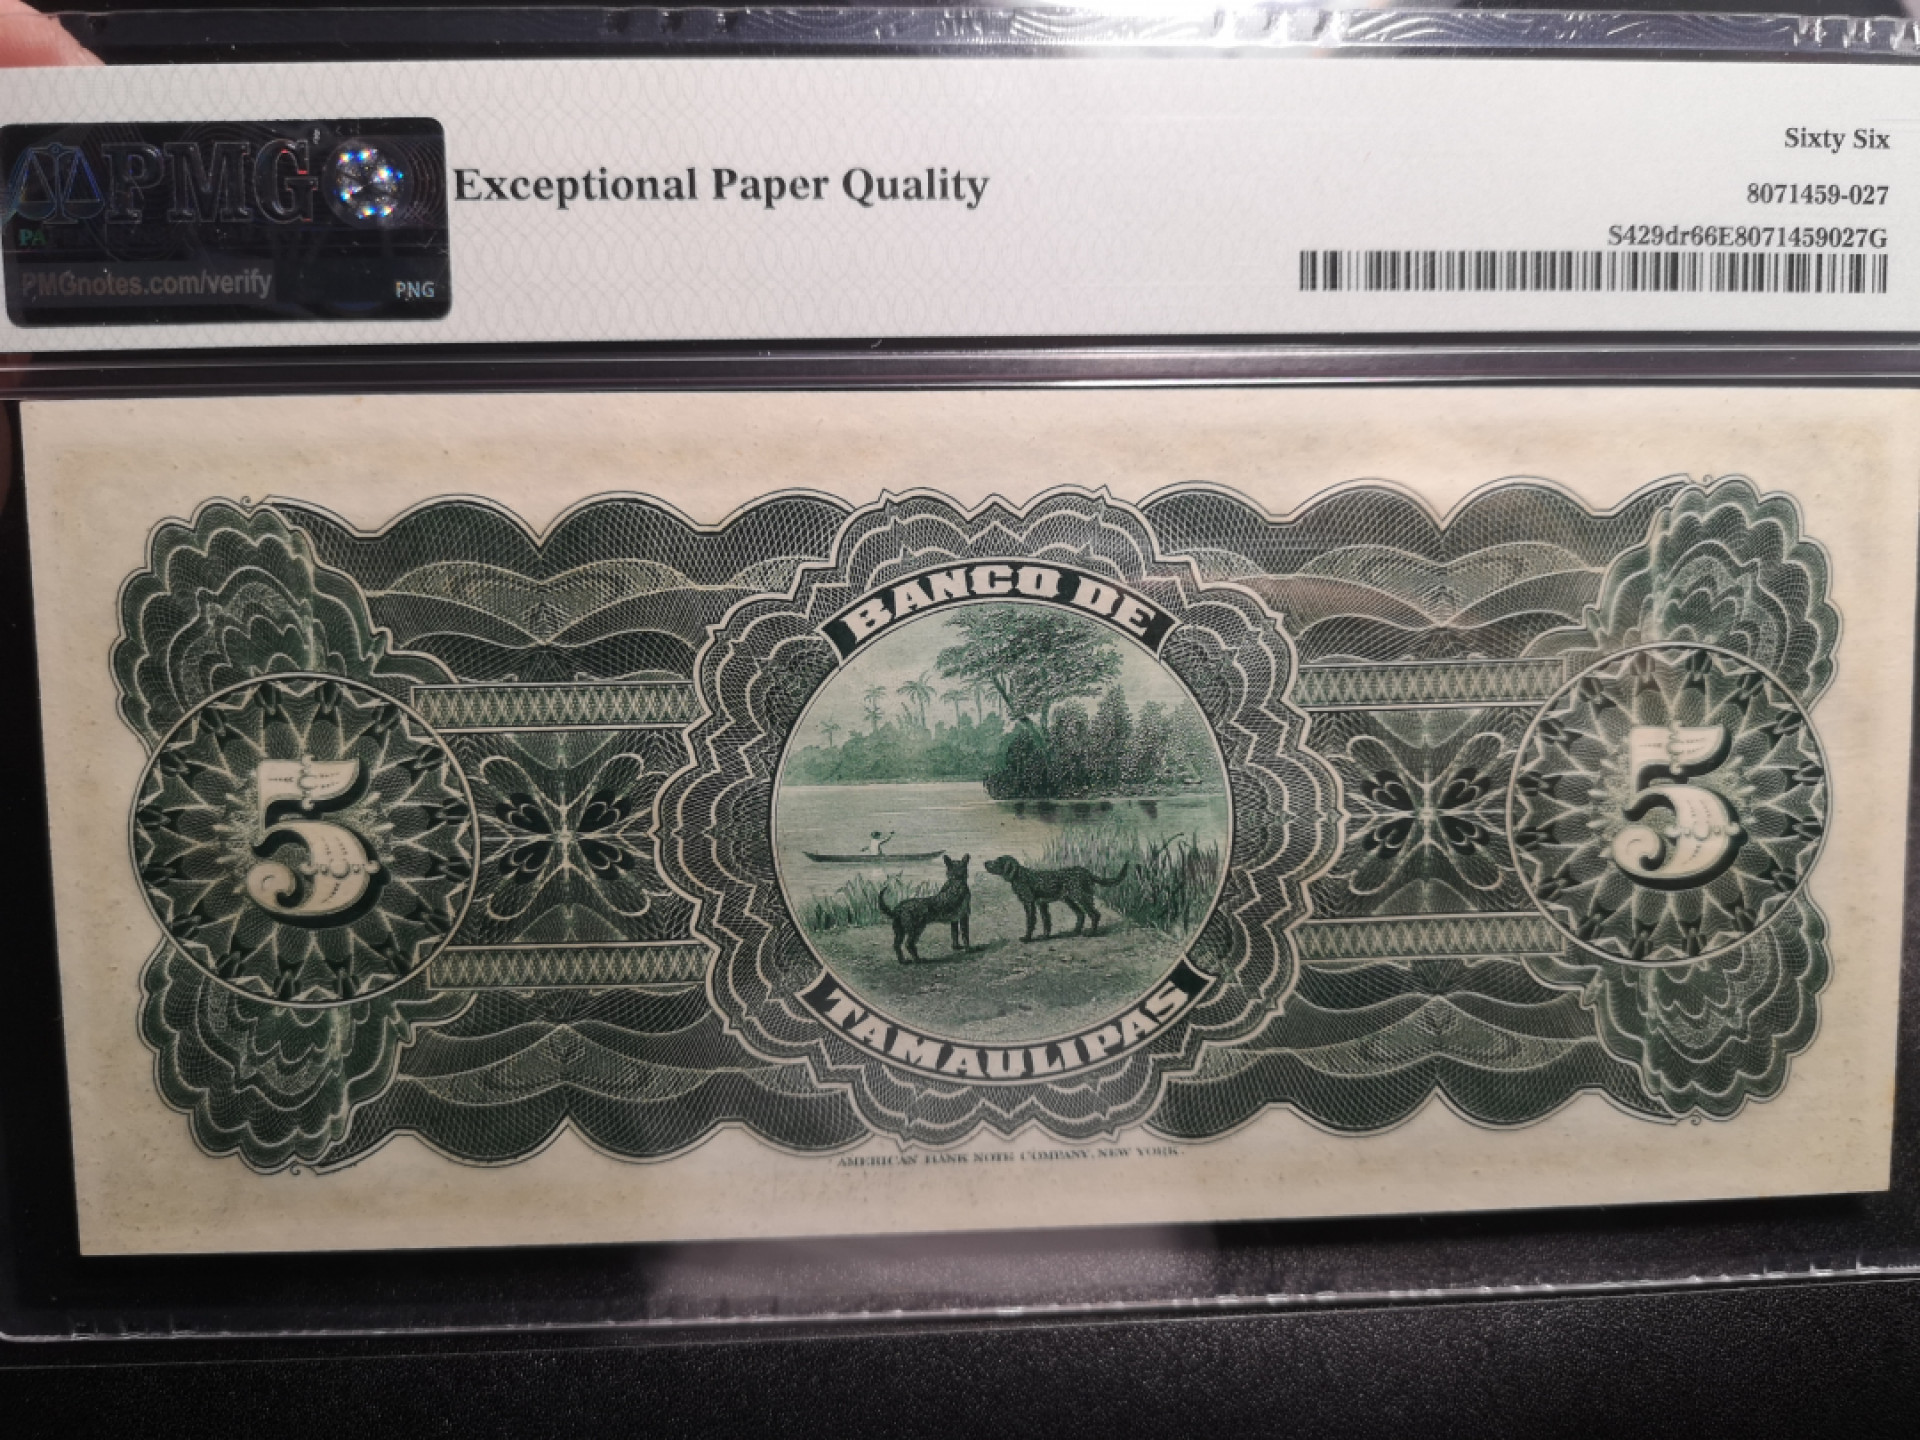 PMG
Exceptional Paper Quality
Sixty Six
8071459-027
S429dr66E8071459027G
PMGnotes.com/verify
PNG
BANCO DE
5
5
TAMAULIPAS
AMERICAN BANK NOTE COMPANY, NEW YORK.